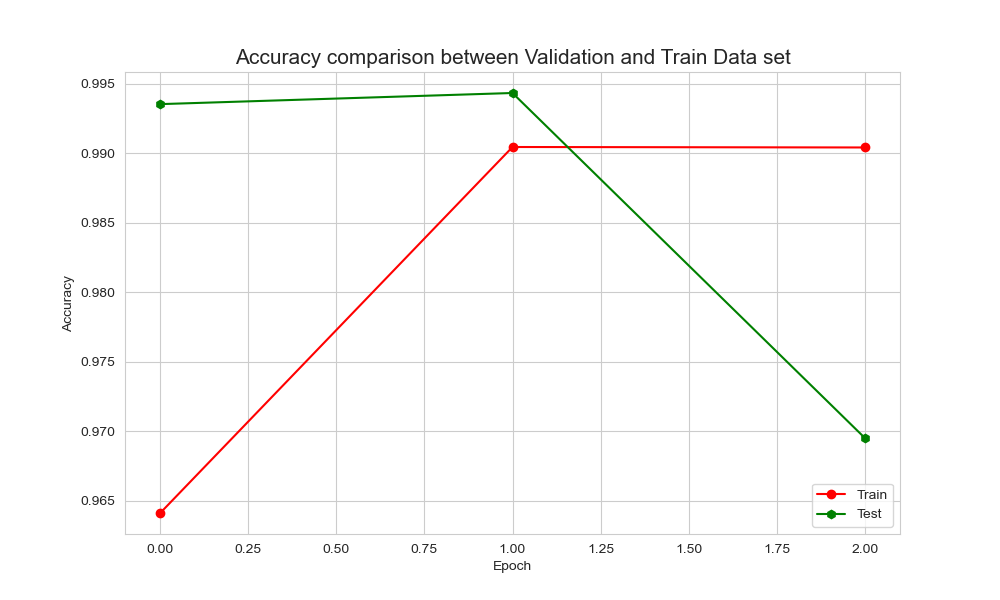 Accuracy comparison between Validation and Train Data set
0.995
0.990
0.985
0.980
0.975
0.970
0.965
Accuracy
0.00 0.25 0.50 0.75 1.00 1.25 1.50 1.75 2.00
Epoch
Train
Test